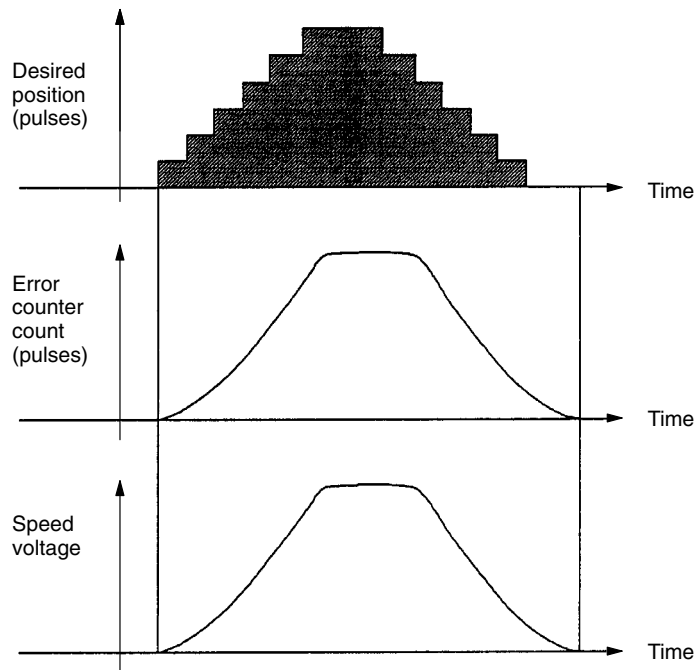 Desired
position
(pulses)
Time
Error
counter
count
(pulses)
Time
Speed
voltage
Time